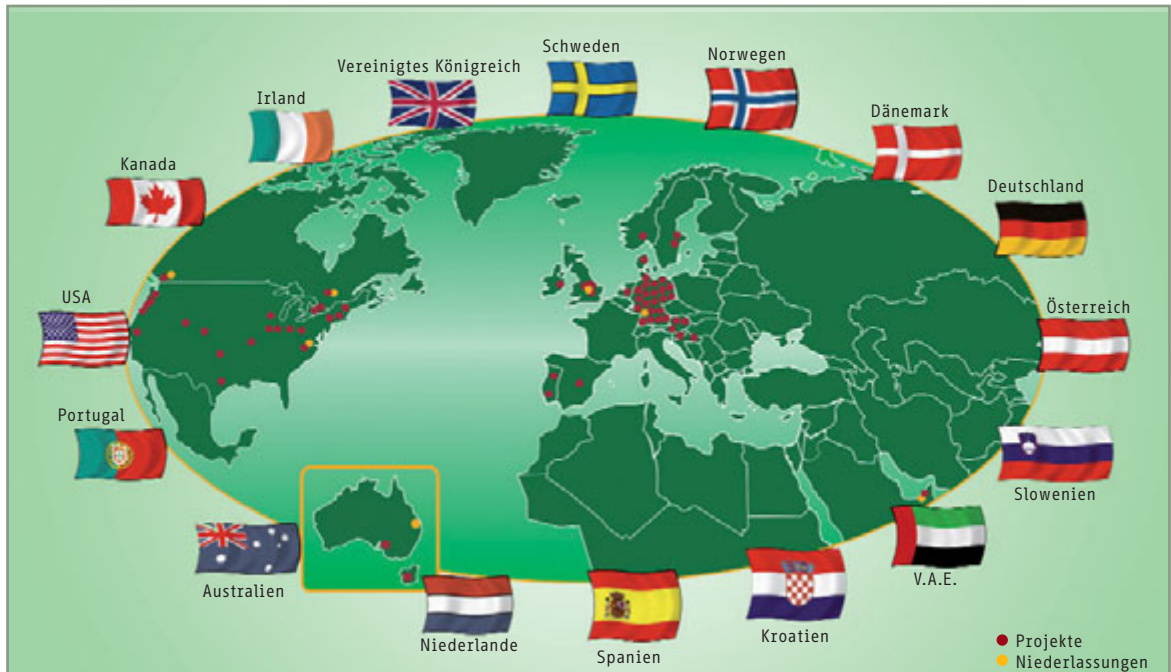 Schweden
Norwegen
Vereinigtes Königreich
Irland
Dänemark
Kanada
Deutschland
USA
Österreich
Portugal
Slowenien
V.A.E.
Australien
Niederlande
Kroatien
Spanien
Projekte
Niederlassungen